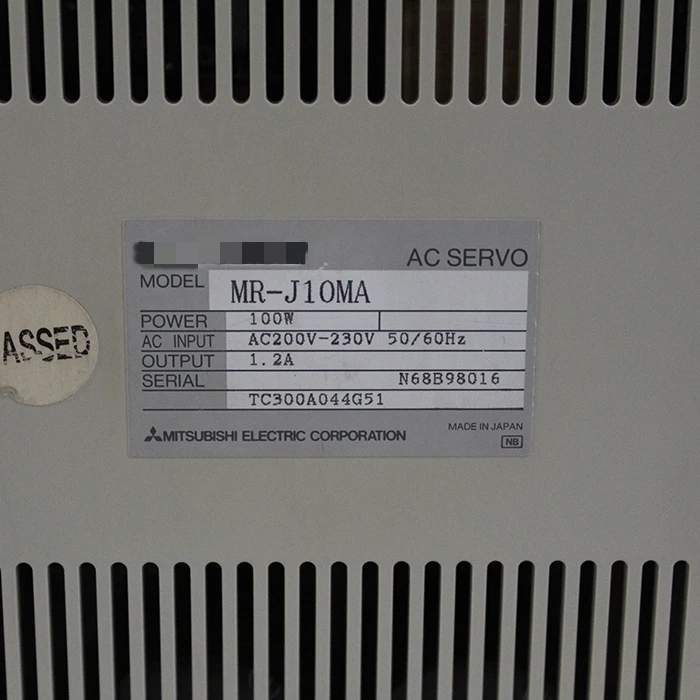 AC SERVO
MODEL MR-J10MA
POWER 100W
AC INPUT AC200V-230V 50/60Hz
OUTPUT 1.2A
SERIAL N68B98016
TC300A044G51
MITSUBISHI ELECTRIC CORPORATION
MADE IN JAPAN
NB
ASSED